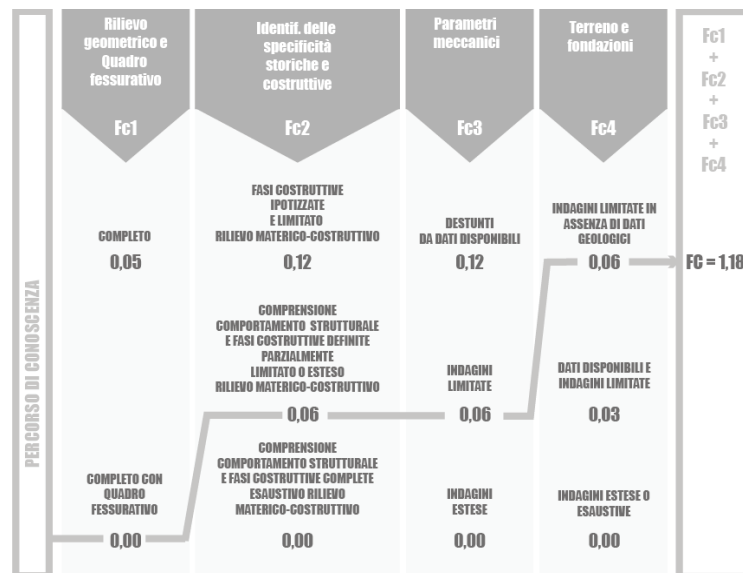 Rilievo
geometrico e
Quadro
fessurativo
Fc1
Identif. delle
specificità
storiche e
costruttive
Fc2
Parametri
meccanici
Fc3
Terreno e
fondazioni
Fc4
Fc1
+
Fc2
+
Fc3
+
Fc4
PERCORSO DI CONOSCENZA
COMPLETO
0,05
FASI COSTRUTTIVE
IPOTIZZATE
E LIMITATO
RILIEVO MATERICO-COSTRUTTIVO
0,12
DESTUNTI
DA DATI DISPONIBILI
0,12
INDAGINI LIMITATE IN
ASSENZA DI DATI
GEOLOGICI
0,06
FC = 1,18
COMPRENSIONE
COMPORTAMENTO STRUTTURALE
E FASI COSTRUTTIVE DEFINITE
PARZIALMENTE
LIMITATO O ESTESO
RILIEVO MATERICO-COSTRUTTIVO
0,06
INDAGINI
LIMITATE
0,06
DATI DISPONIBILI E
INDAGINI LIMITATE
0,03
COMPLETO CON
QUADRO
FESSURATIVO
0,00
COMPRENSIONE
COMPORTAMENTO STRUTTURALE
E FASI COSTRUTTIVE COMPLETE
ESAUSTIVO RILIEVO
MATERICO-COSTRUTTIVO
0,00
INDAGINI
ESTESE
0,00
INDAGINI ESTESE O
ESAUSTIVE
0,00